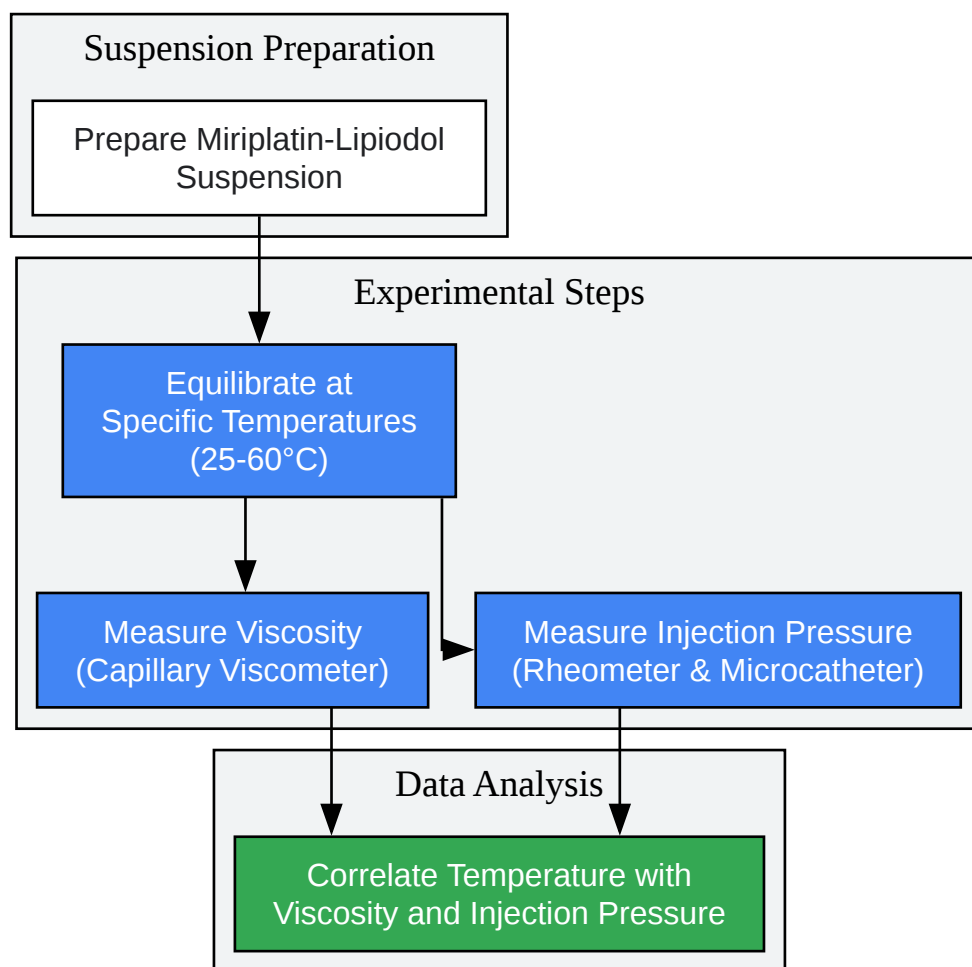 Suspension Preparation
Prepare Miriplatin-Lipiodol
Suspension
Experimental Steps
Equilibrate at
Specific Temperatures
(25-60°C)
Measure Viscosity
(Capillary Viscometer)
Measure Injection Pressure
(Rheometer & Microcatheter)
Data Analysis
Correlate Temperature with
Viscosity and Injection Pressure